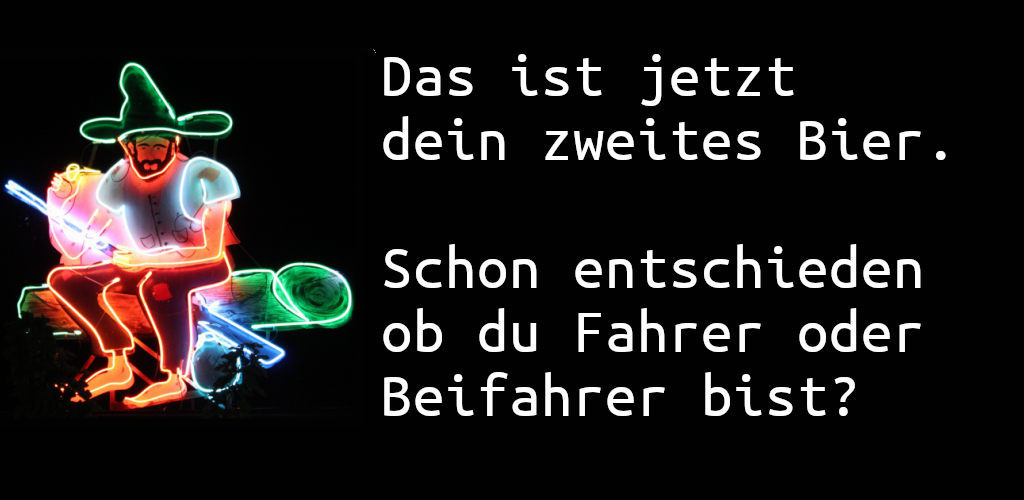 Das ist jetzt
dein zweites Bier.
Schon entschieden
ob du Fahrer oder
Beifahrer bist?